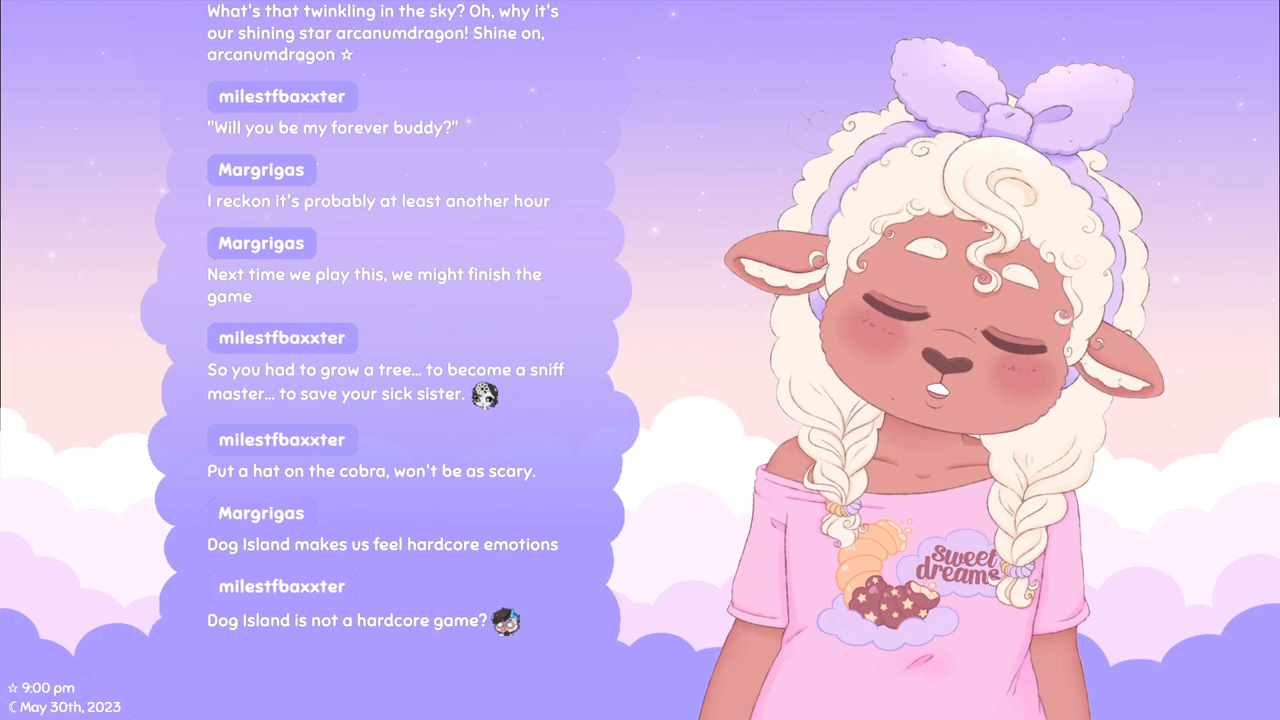 What's that twinkling in the sky? Oh, why it's
our shining star arcanumdragon! Shine on,
arcanumdragon ☆
milestfbaxxter
"Will you be my forever buddy?"
Margrigas
I reckon it's probably at least another hour
Margrigas
Next time we play this, we might finish the
game
milestfbaxxter
So you had to grow a tree... to become a sniff
master... to save your sick sister.
milestfbaxxter
Put a hat on the cobra, won't be as scary.
Margrigas
Dog Island makes us feel hardcore emotions
milestfbaxxter
Dog Island is not a hardcore game?
sweet
dreams
☆ 9:00 pm
☾ May 30th, 2023